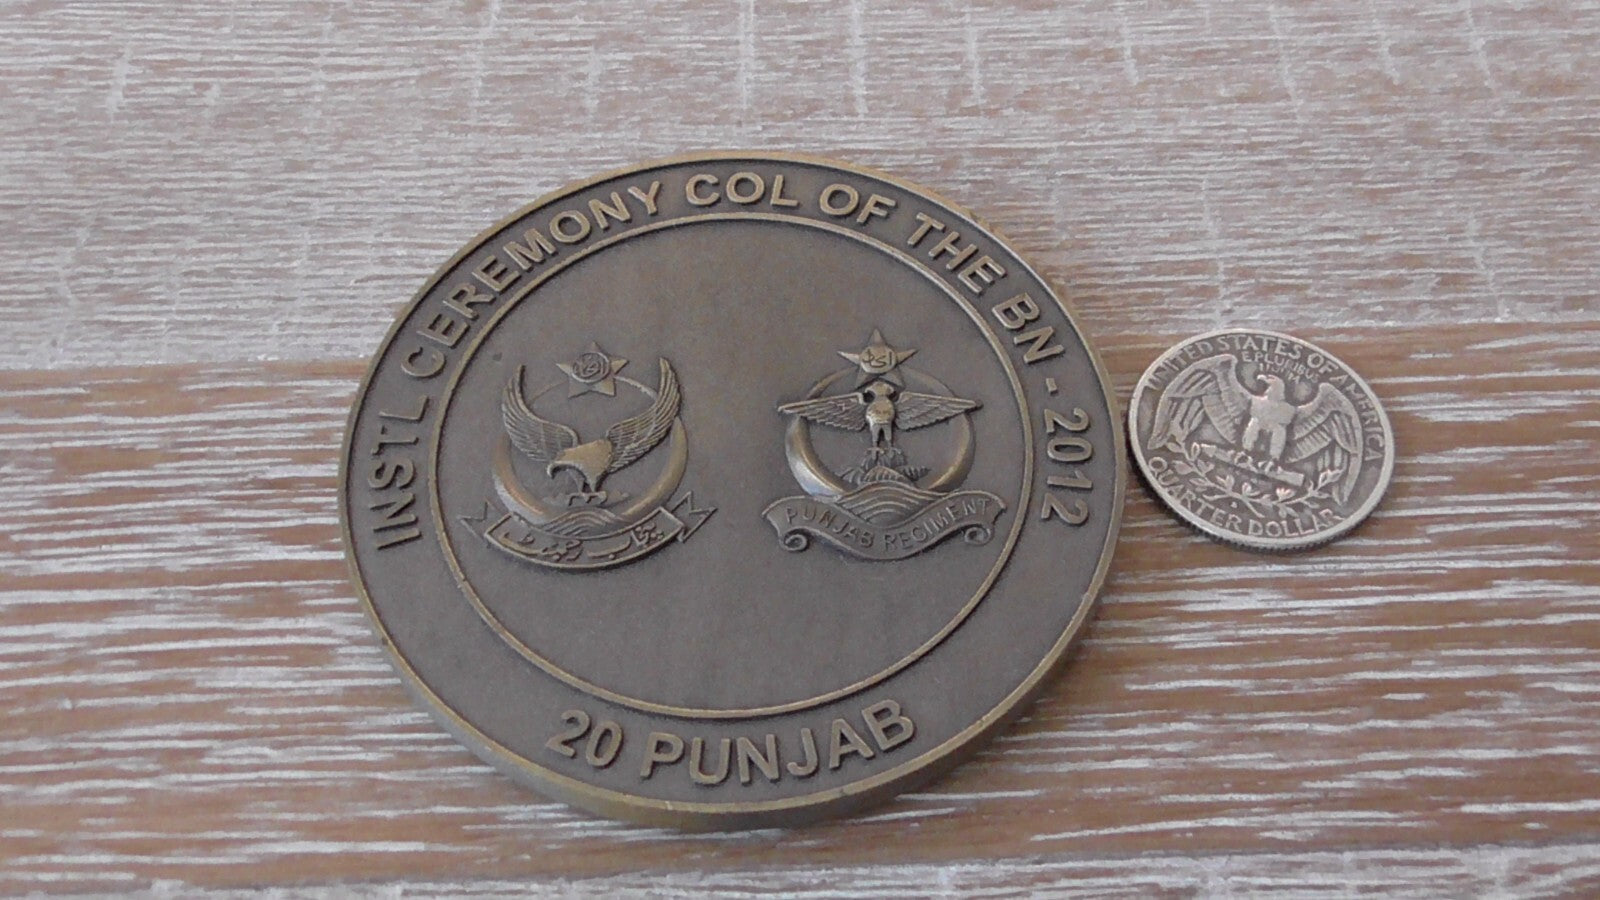 INSTL CEREMONY COL OF THE BN - 2012
پنجاب رجمنٹ
PUNJAB REGIMENT
20 PUNJAB
UNITED STATES OF AMERICA
E PLURIBUS
UNUM
QUARTER DOLLAR